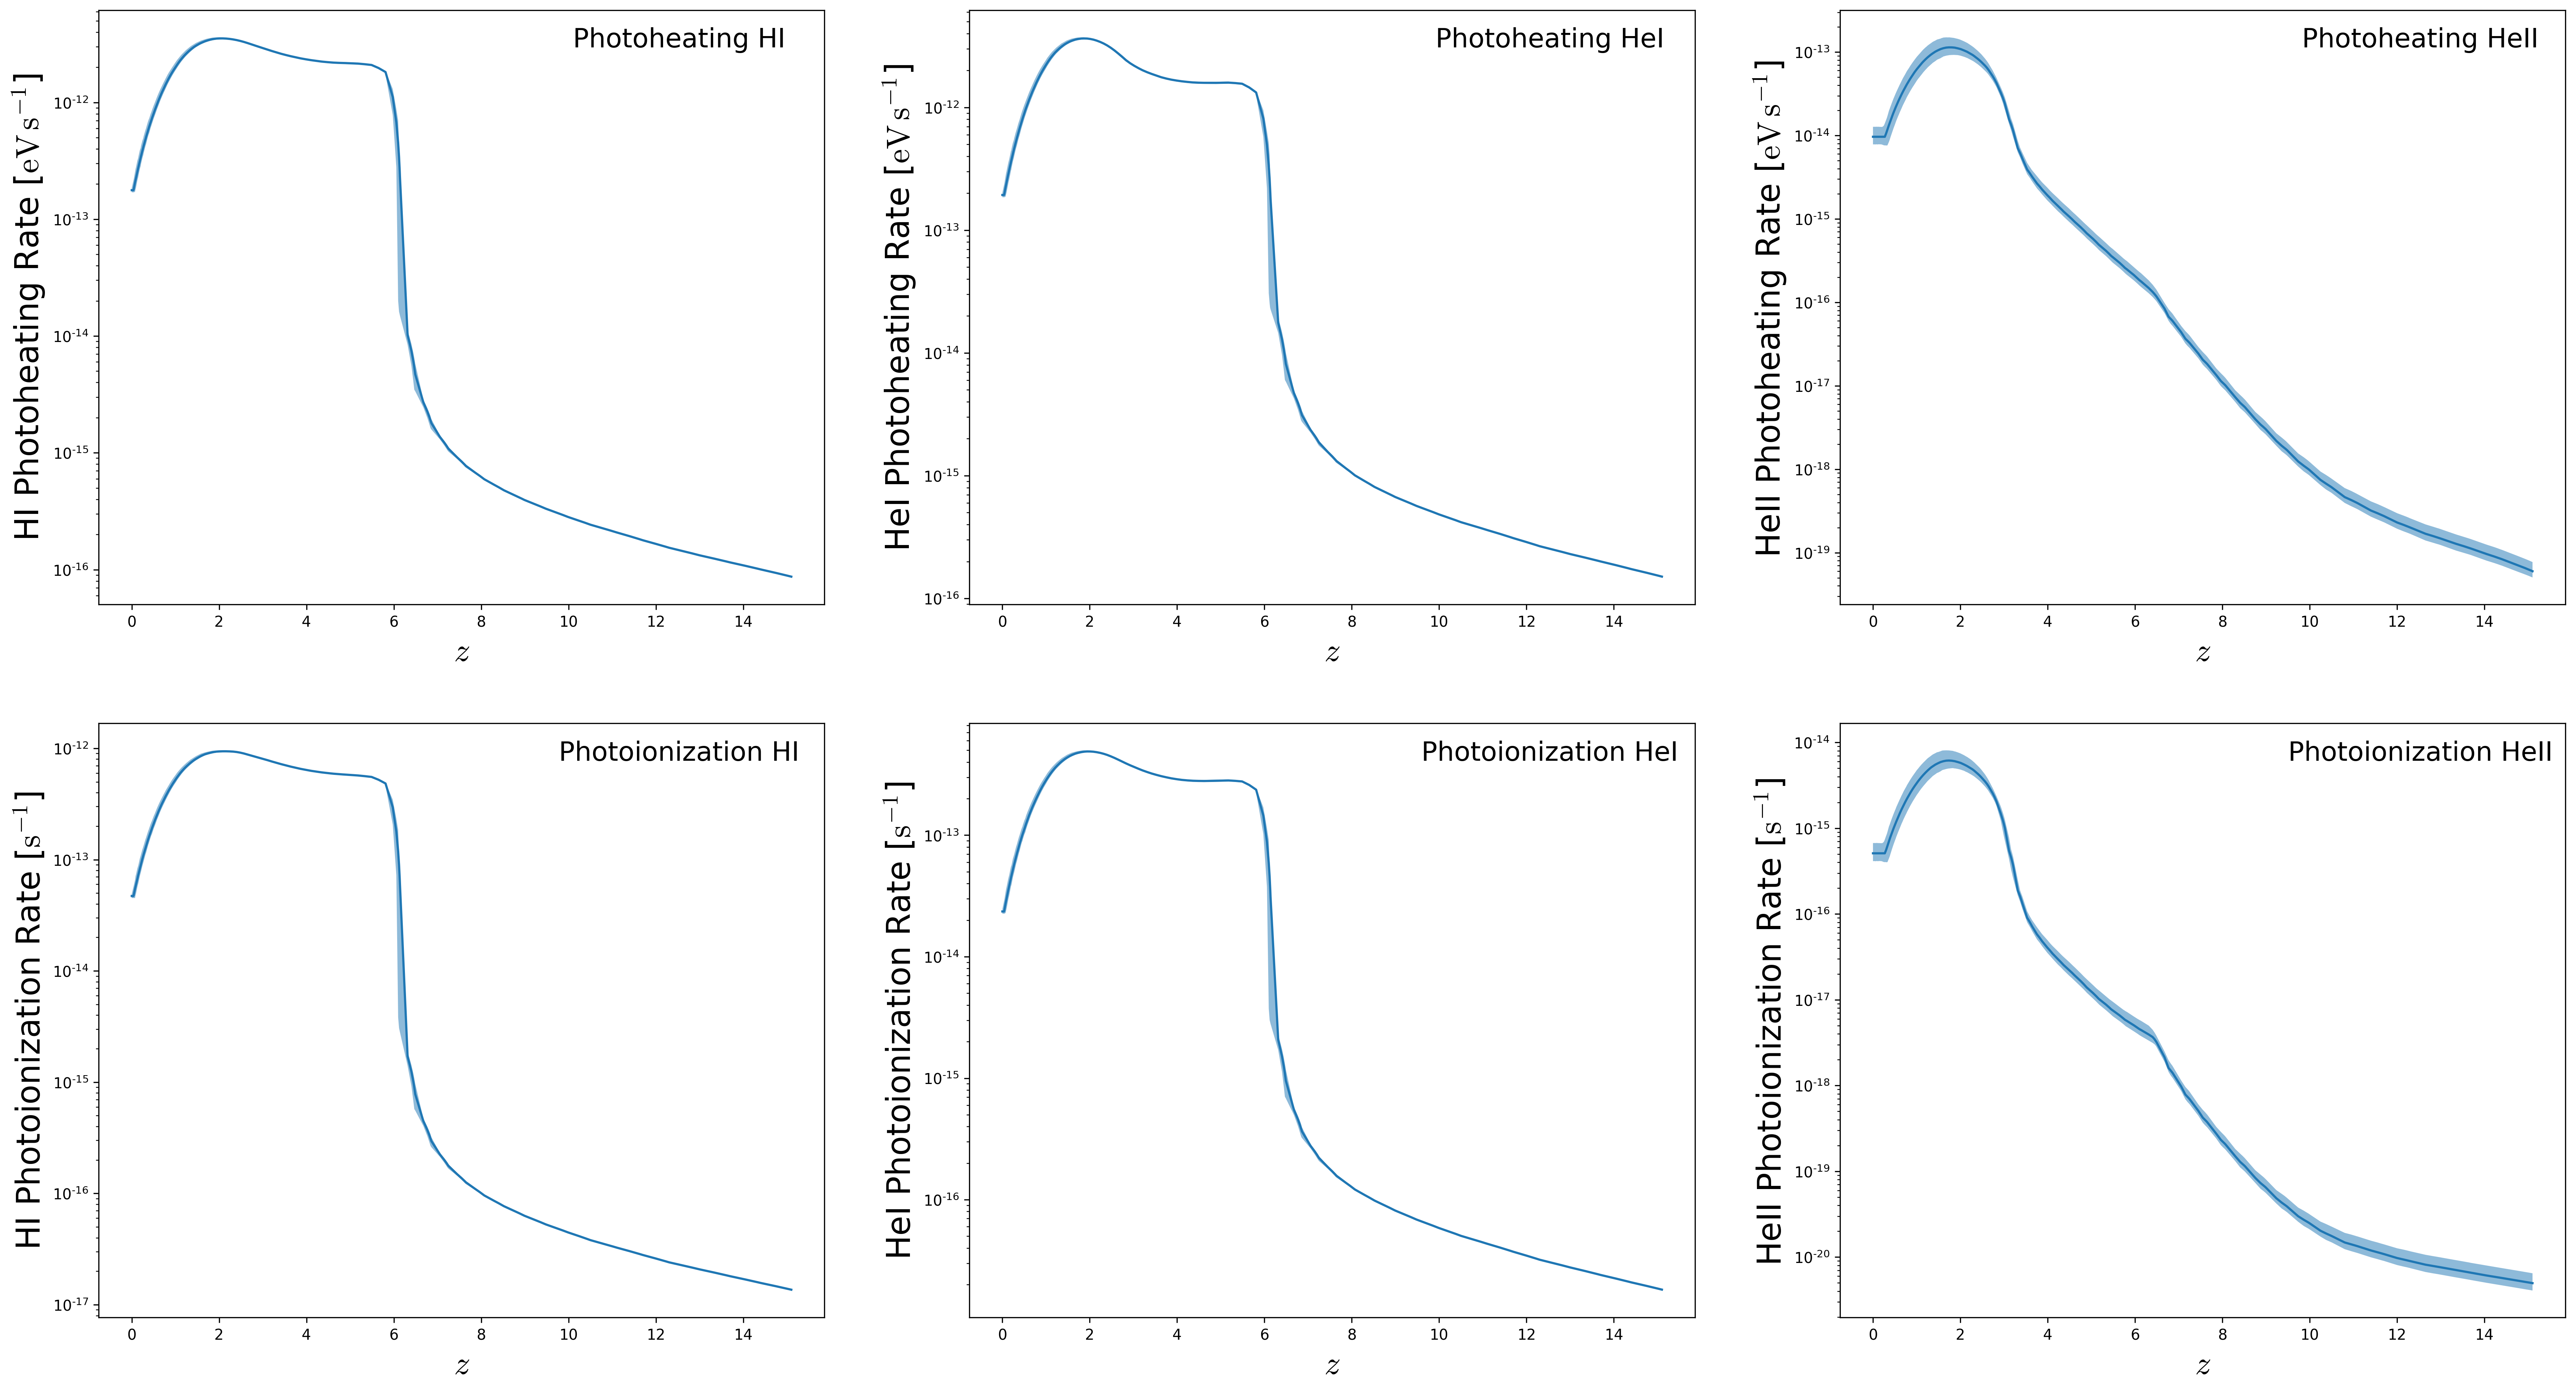 Photoheating HI
HI Photoheating Rate [eV s⁻¹]
10⁻¹²
10⁻¹³
10⁻¹⁴
10⁻¹⁵
10⁻¹⁶
0 2 4 6 8 10 12 14
z
Photoheating HeI
HeI Photoheating Rate [eV s⁻¹]
10⁻¹²
10⁻¹³
10⁻¹⁴
10⁻¹⁵
10⁻¹⁶
0 2 4 6 8 10 12 14
z
Photoheating HeII
HeII Photoheating Rate [eV s⁻¹]
10⁻¹³
10⁻¹⁴
10⁻¹⁵
10⁻¹⁶
10⁻¹⁷
10⁻¹⁸
10⁻¹⁹
0 2 4 6 8 10 12 14
z
Photoionization HI
HI Photoionization Rate [s⁻¹]
10⁻¹²
10⁻¹³
10⁻¹⁴
10⁻¹⁵
10⁻¹⁶
10⁻¹⁷
0 2 4 6 8 10 12 14
z
Photoionization HeI
HeI Photoionization Rate [s⁻¹]
10⁻¹³
10⁻¹⁴
10⁻¹⁵
10⁻¹⁶
0 2 4 6 8 10 12 14
z
Photoionization HeII
HeII Photoionization Rate [s⁻¹]
10⁻¹⁴
10⁻¹⁵
10⁻¹⁶
10⁻¹⁷
10⁻¹⁸
10⁻¹⁹
10⁻²⁰
0 2 4 6 8 10 12 14
z